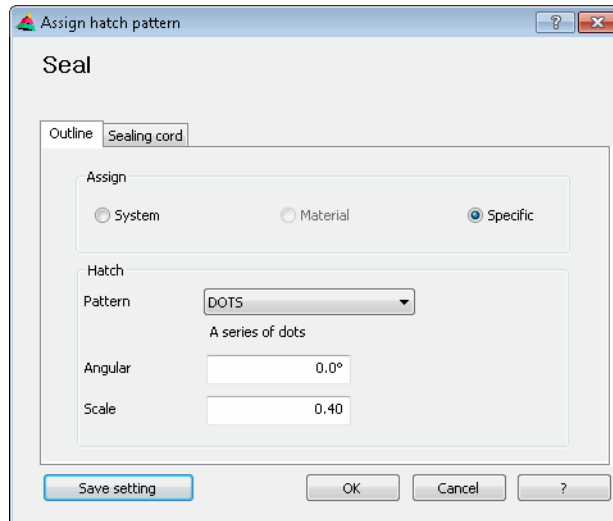 Assign hatch pattern
?
Seal
Outline Sealing cord
Assign
System Material Specific
Hatch
Pattern DOTS
A series of dots
Angular 0.0°
Scale 0.40
Save setting OK Cancel ?